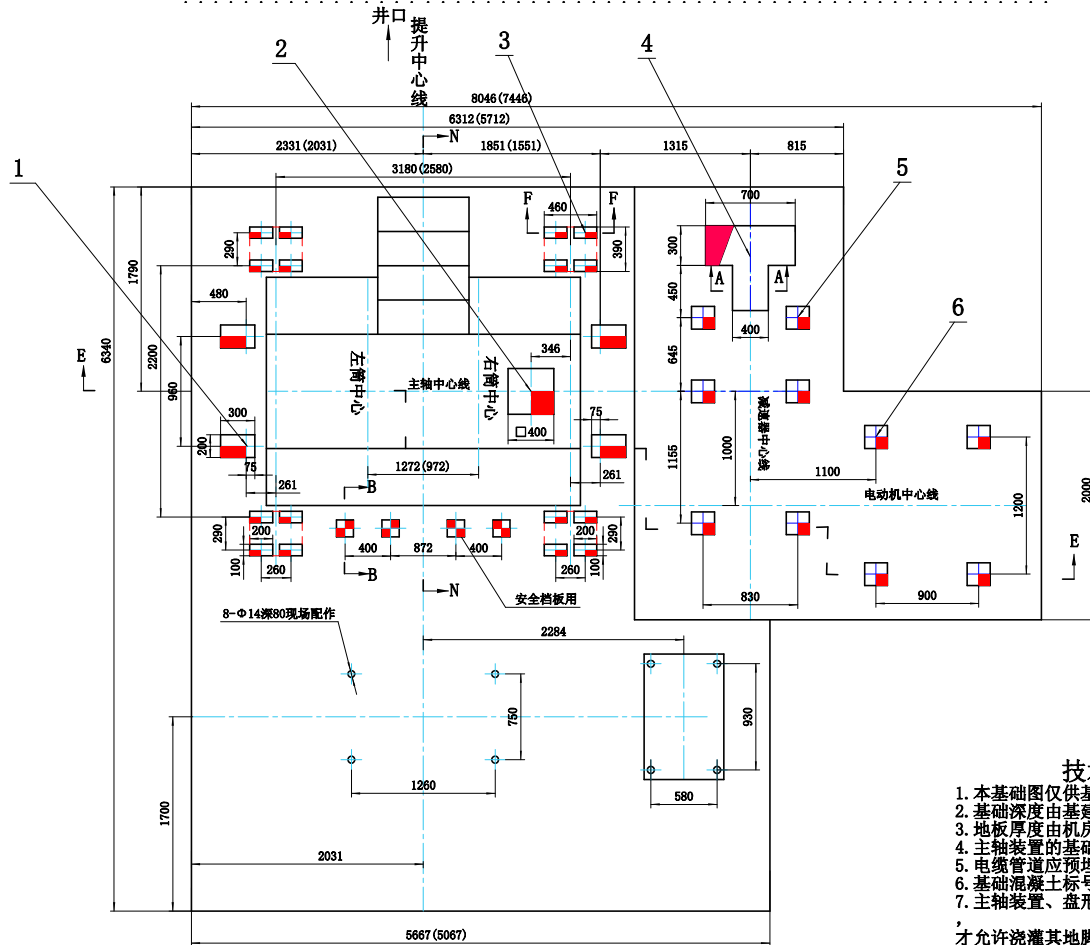 井口
提升中心线
2
3
4
8046(7446)
6312(5712)
N
2331(2031)
1851(1551)
1315
815
3180(2580)
1
5
F
F
460
700
290
390
300
1790
450
A
A
480
400
6
2200
346
645
E
6340
960
左筒中心
主轴中心线
右筒中心
减速器中心线
300
□400
75
200
1155
1000
75
1272(972)
1100
261
261
电动机中心线
1200
2000
B
290
200
200
290
400
872
400
100
100
260
B
260
E
N
安全档板用
830
900
8-Φ14深80现场配作
2284
750
930
1260
580
1700
2031
5667(5067)
1.本基础图仅供基
2.基础深度由基建
3.地板厚度由机房
4.主轴装置的基础
5.电缆管道应预埋
6.基础混凝土标号
7.主轴装置、盘形
,
才允许浇灌其地脚